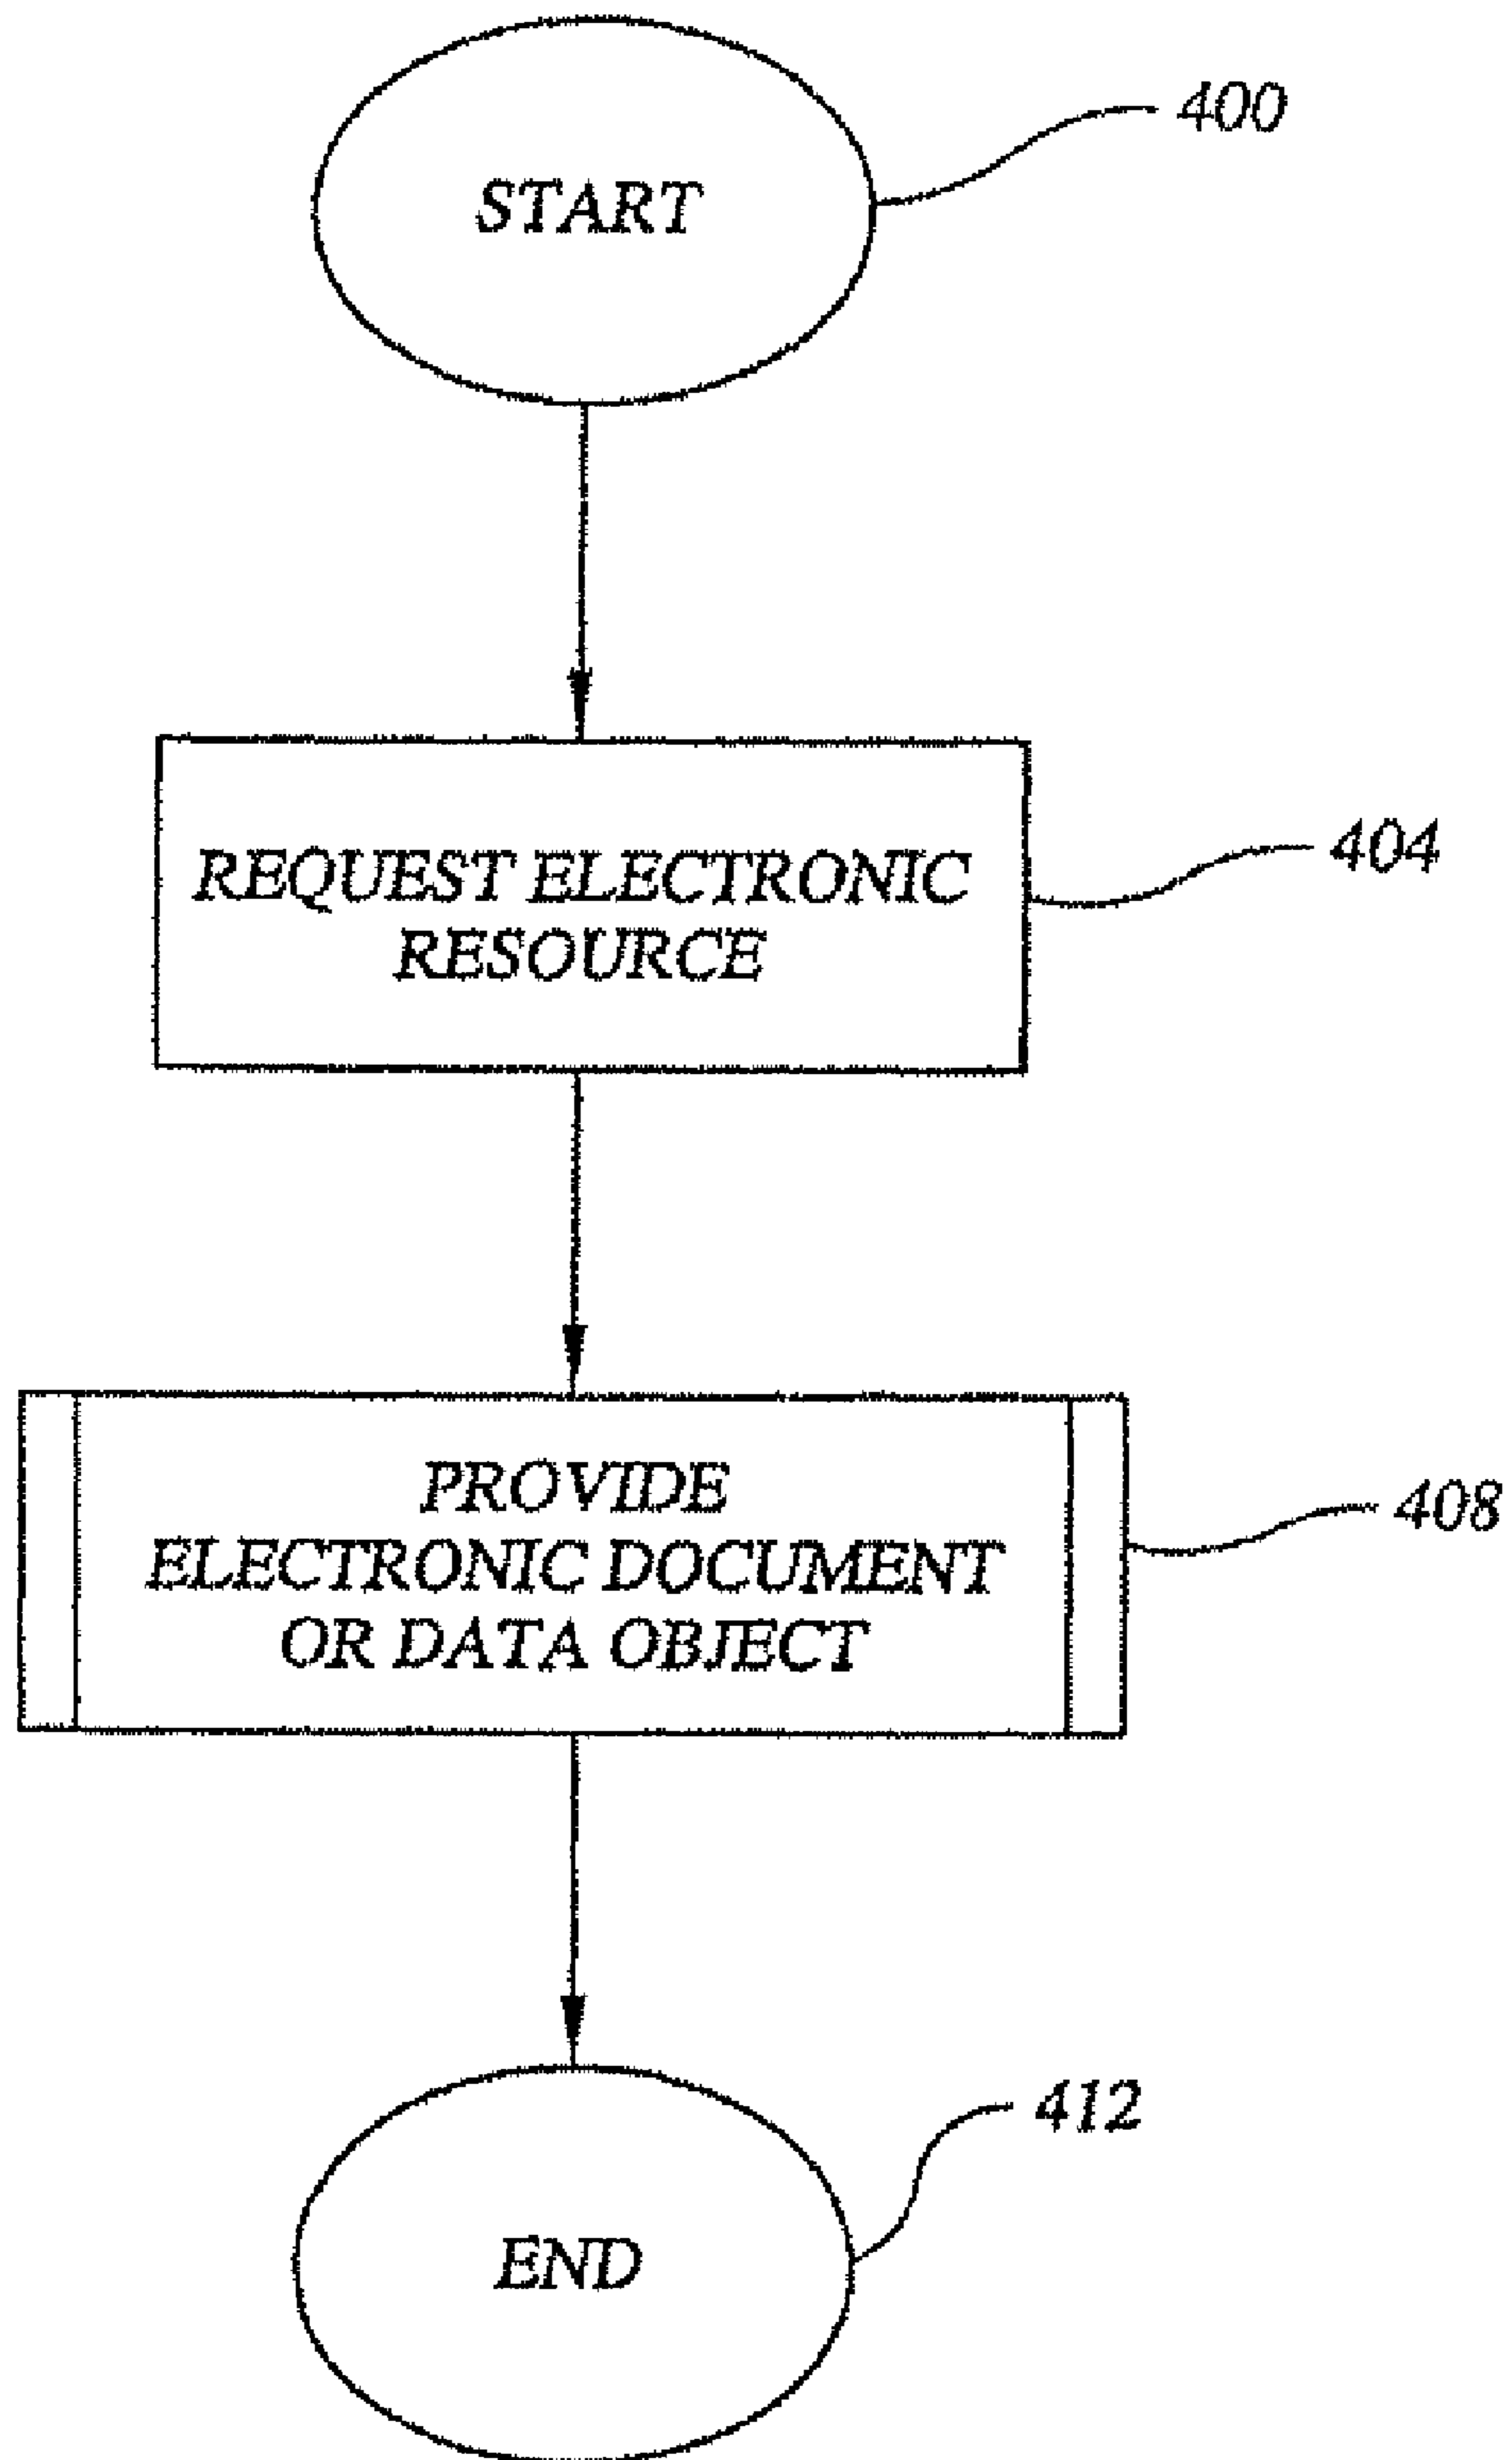 START
400
REQUEST ELECTRONIC
RESOURCE
404
PROVIDE
ELECTRONIC DOCUMENT
OR DATA OBJECT
408
END
412